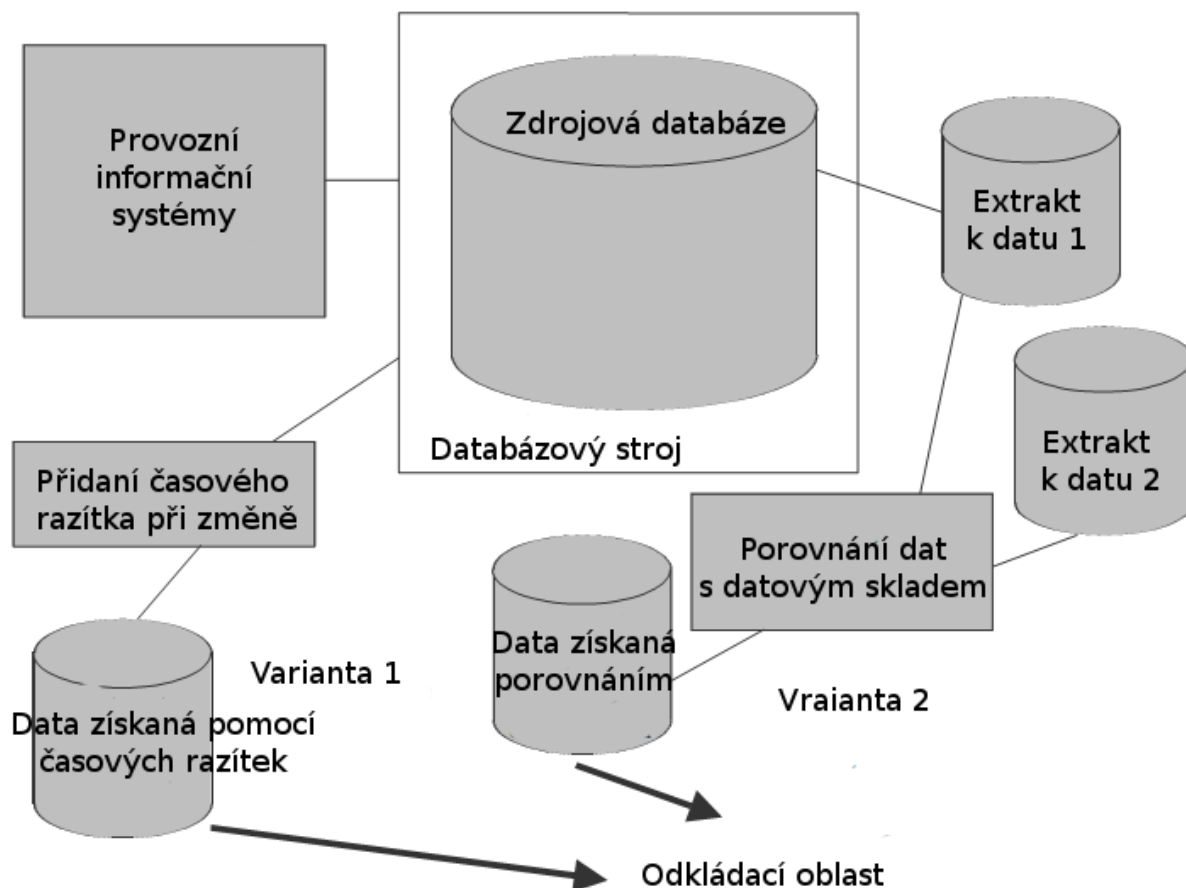 Provozní
informační
systémy
Zdrojová databáze
Databázový stroj
Extrakt
k datu 1
Extrakt
k datu 2
Přidaní časového
razítka při změně
Porovnání dat
s datovým skladem
Data získaná
porovnáním
Varianta 1
Vraianta 2
Data získaná pomocí
časových razítek
Odkládací oblast